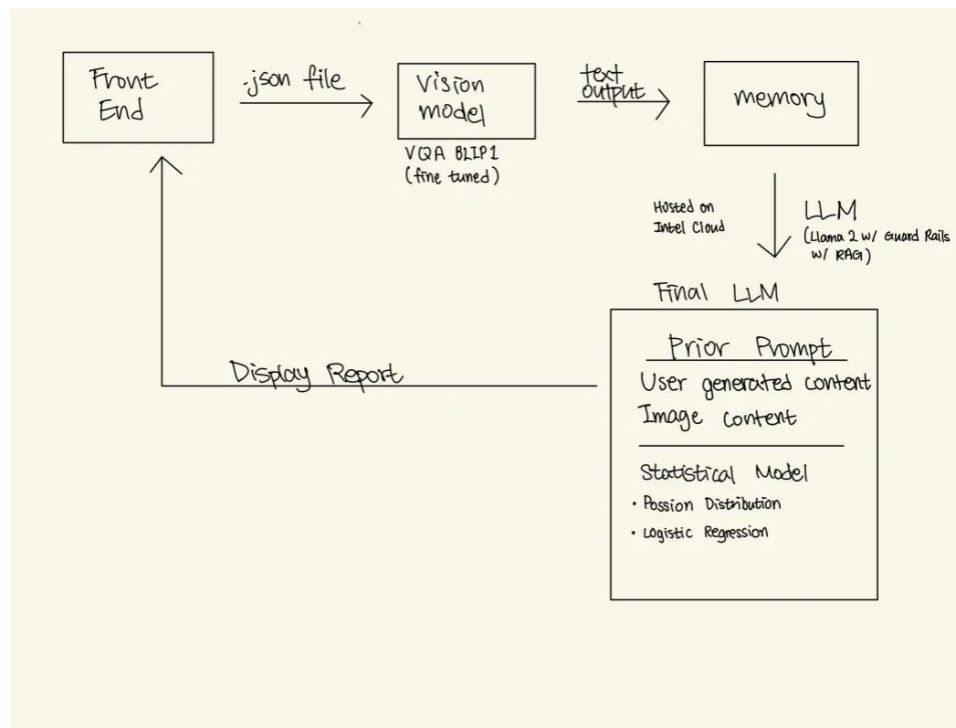 Front
End
.json file
Vision
model
VQA BLIP1
(fine tuned)
text
output
memory
Hosted on
Intel Cloud
LLM
(Llama 2 w/ Guard Rails
w/ RAG)
Final LLM
Prior Prompt
User generated content
Image content
Statistical Model
• Possion Distribution
• Logistic Regression
Display Report